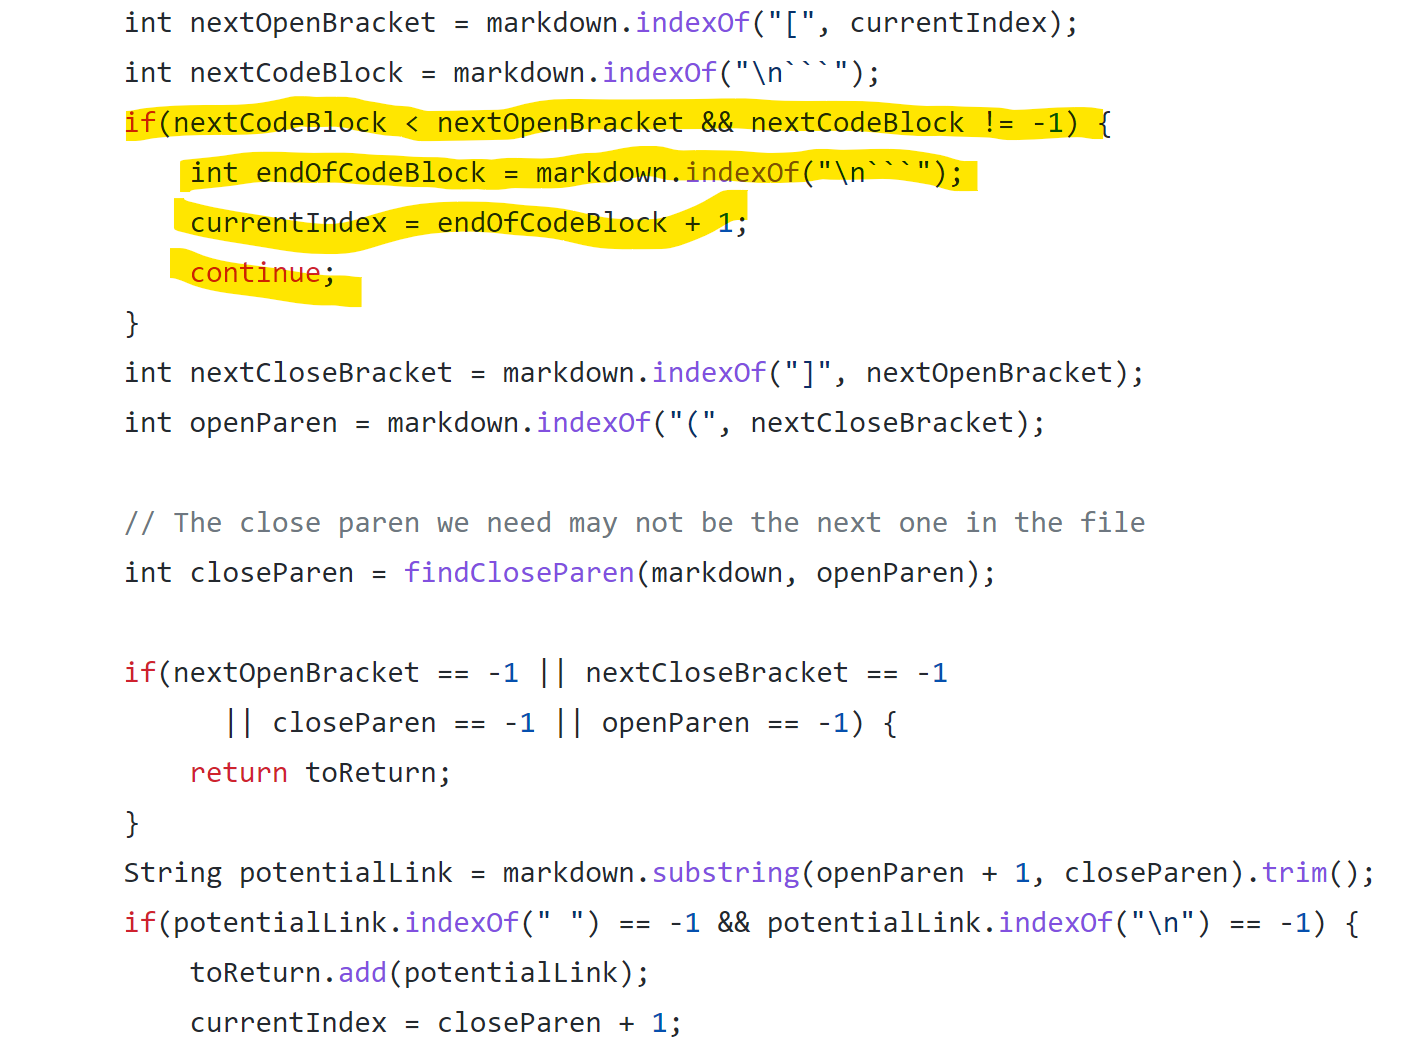 int nextOpenBracket = markdown.indexOf("[", currentIndex);
int nextCodeBlock = markdown.indexOf("\n```");
if(nextCodeBlock < nextOpenBracket && nextCodeBlock != -1) {
int endOfCodeBlock = markdown.indexOf("\n```");
currentIndex = endOfCodeBlock + 1;
continue;
}
int nextCloseBracket = markdown.indexOf("]", nextOpenBracket);
int openParen = markdown.indexOf("(", nextCloseBracket);
// The close paren we need may not be the next one in the file
int closeParen = findCloseParen(markdown, openParen);
if(nextOpenBracket == -1 || nextCloseBracket == -1
|| closeParen == -1 || openParen == -1) {
return toReturn;
}
String potentialLink = markdown.substring(openParen + 1, closeParen).trim();
if(potentialLink.indexOf(" ") == -1 && potentialLink.indexOf("\n") == -1) {
toReturn.add(potentialLink);
currentIndex = closeParen + 1;